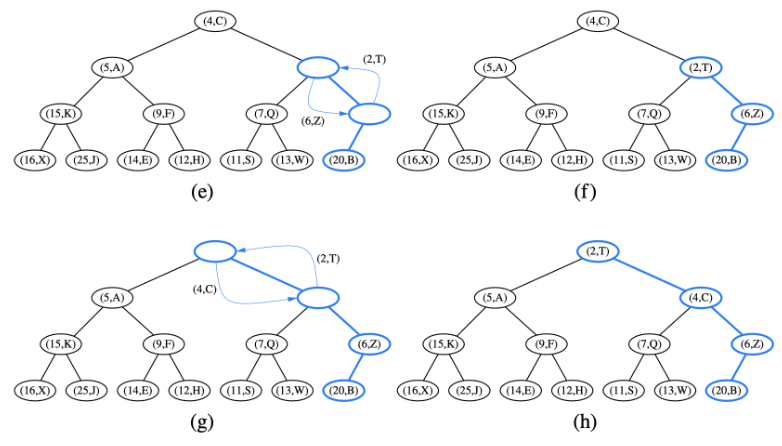 (4,C)
(5,A)
(2,T)
(15,K) (9,F) (7,Q) (6,Z)
(16,X) (25,J) (14,E) (12,H) (11,S) (13,W) (20,B)
(e)
(4,C)
(5,A) (2,T)
(15,K) (9,F) (7,Q) (6,Z)
(16,X) (25,J) (14,E) (12,H) (11,S) (13,W) (20,B)
(f)
(2,T)
(4,C)
(5,A)
(15,K) (9,F) (7,Q) (6,Z)
(16,X) (25,J) (14,E) (12,H) (11,S) (13,W) (20,B)
(g)
(2,T)
(5,A) (4,C)
(15,K) (9,F) (7,Q) (6,Z)
(16,X) (25,J) (14,E) (12,H) (11,S) (13,W) (20,B)
(h)